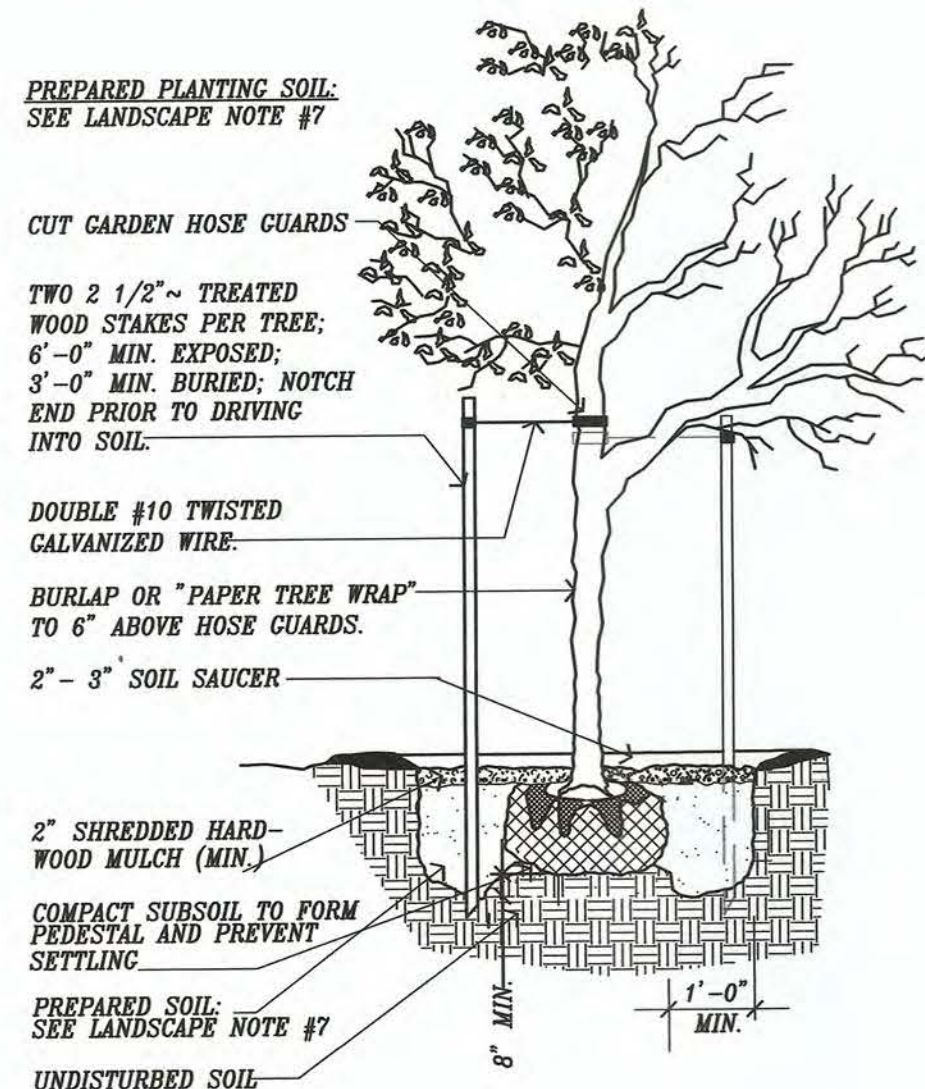 PREPARED PLANTING SOIL:
SEE LANDSCAPE NOTE #7
CUT GARDEN HOSE GUARDS
TWO 2 1/2"~ TREATED
WOOD STAKES PER TREE;
6'-0" MIN. EXPOSED;
3'-0" MIN. BURIED; NOTCH
END PRIOR TO DRIVING
INTO SOIL.
DOUBLE #10 TWISTED
GALVANIZED WIRE.
BURLAP OR "PAPER TREE WRAP"
TO 6" ABOVE HOSE GUARDS.
2"- 3" SOIL SAUCER
2" SHREDDED HARD-
WOOD MULCH (MIN.)
COMPACT SUBSOIL TO FORM
PEDESTAL AND PREVENT
SETTLING
PREPARED SOIL:
SEE LANDSCAPE NOTE #7
UNDISTURBED SOIL
8" MIN.
1'-0"
MIN.